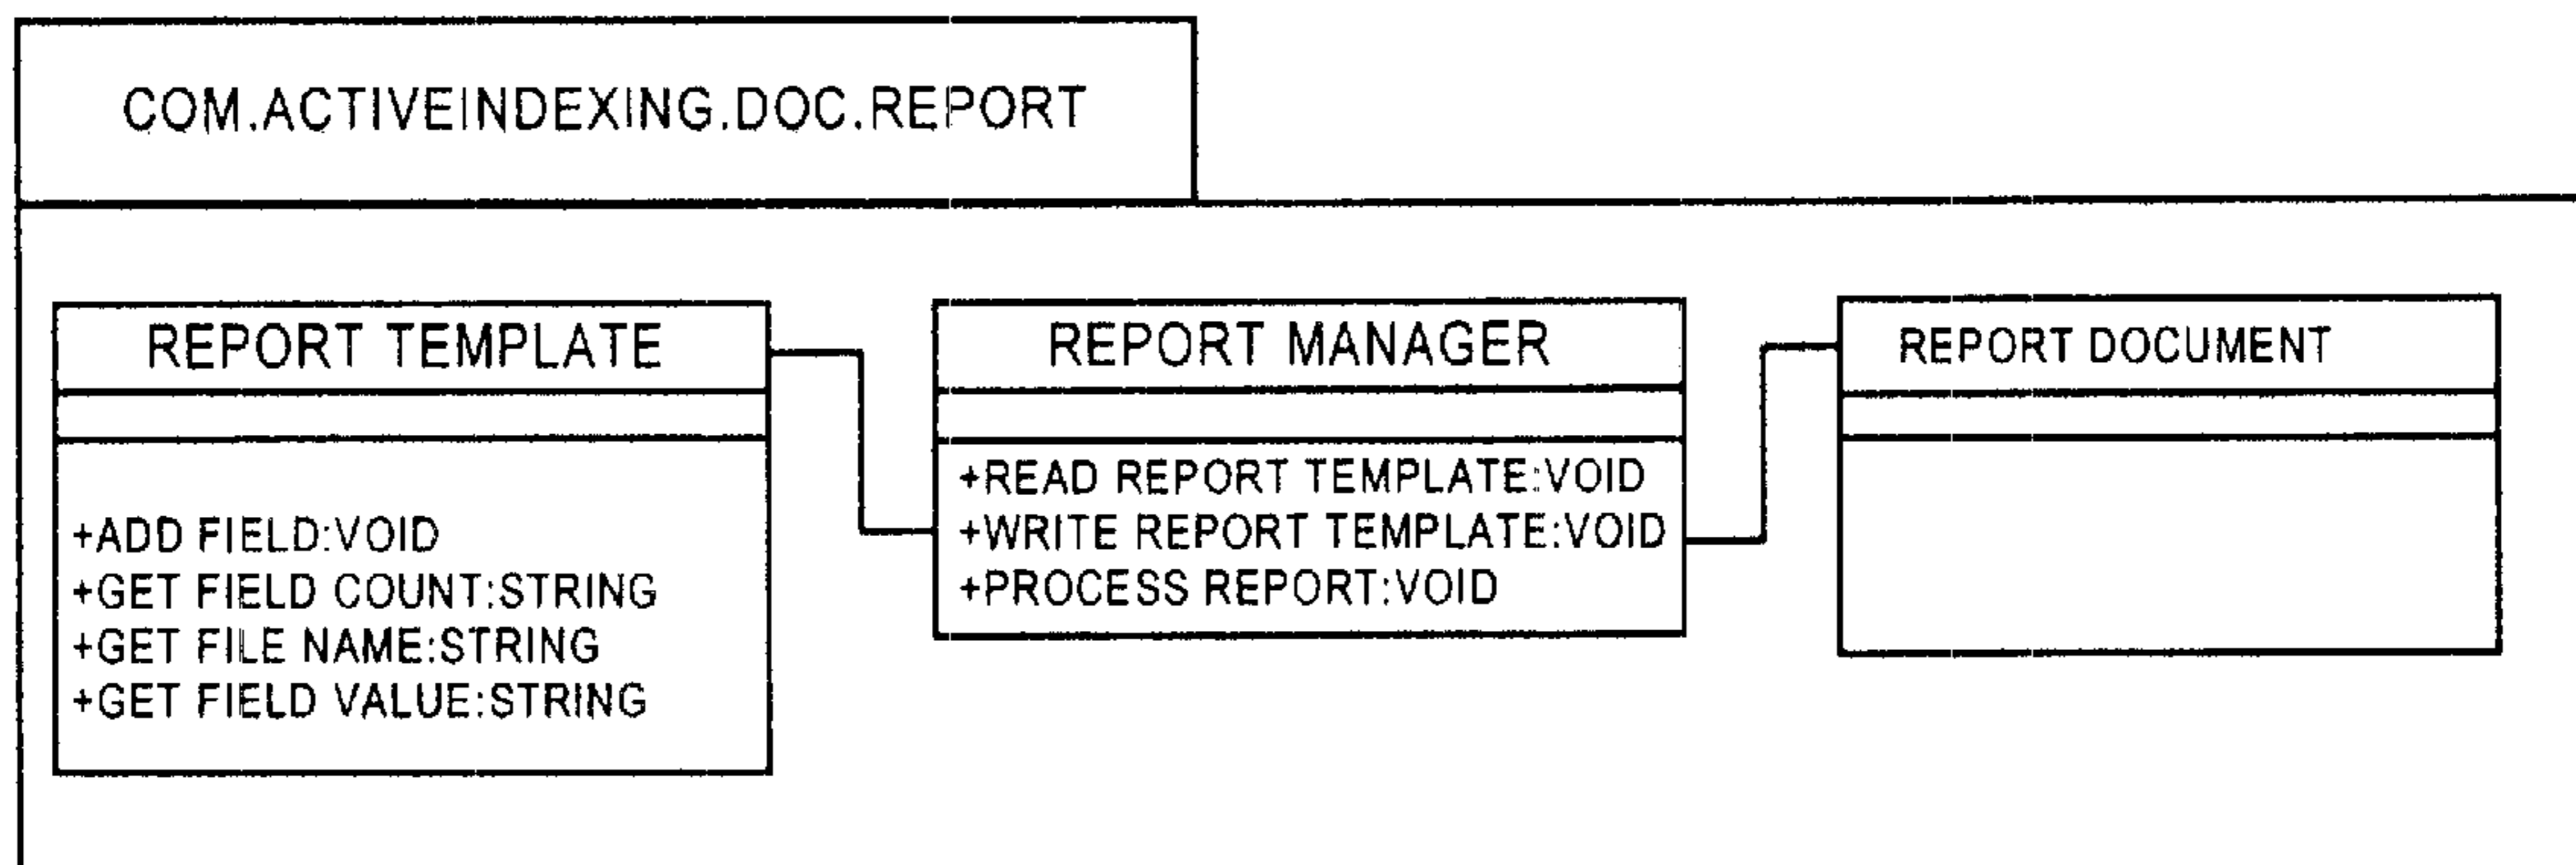 COM.ACTIVEINDEXING.DOC.REPORT
REPORT TEMPLATE
+ADD FIELD:VOID
+GET FIELD COUNT:STRING
+GET FILE NAME:STRING
+GET FIELD VALUE:STRING
REPORT MANAGER
+READ REPORT TEMPLATE:VOID
+WRITE REPORT TEMPLATE:VOID
+PROCESS REPORT:VOID
REPORT DOCUMENT